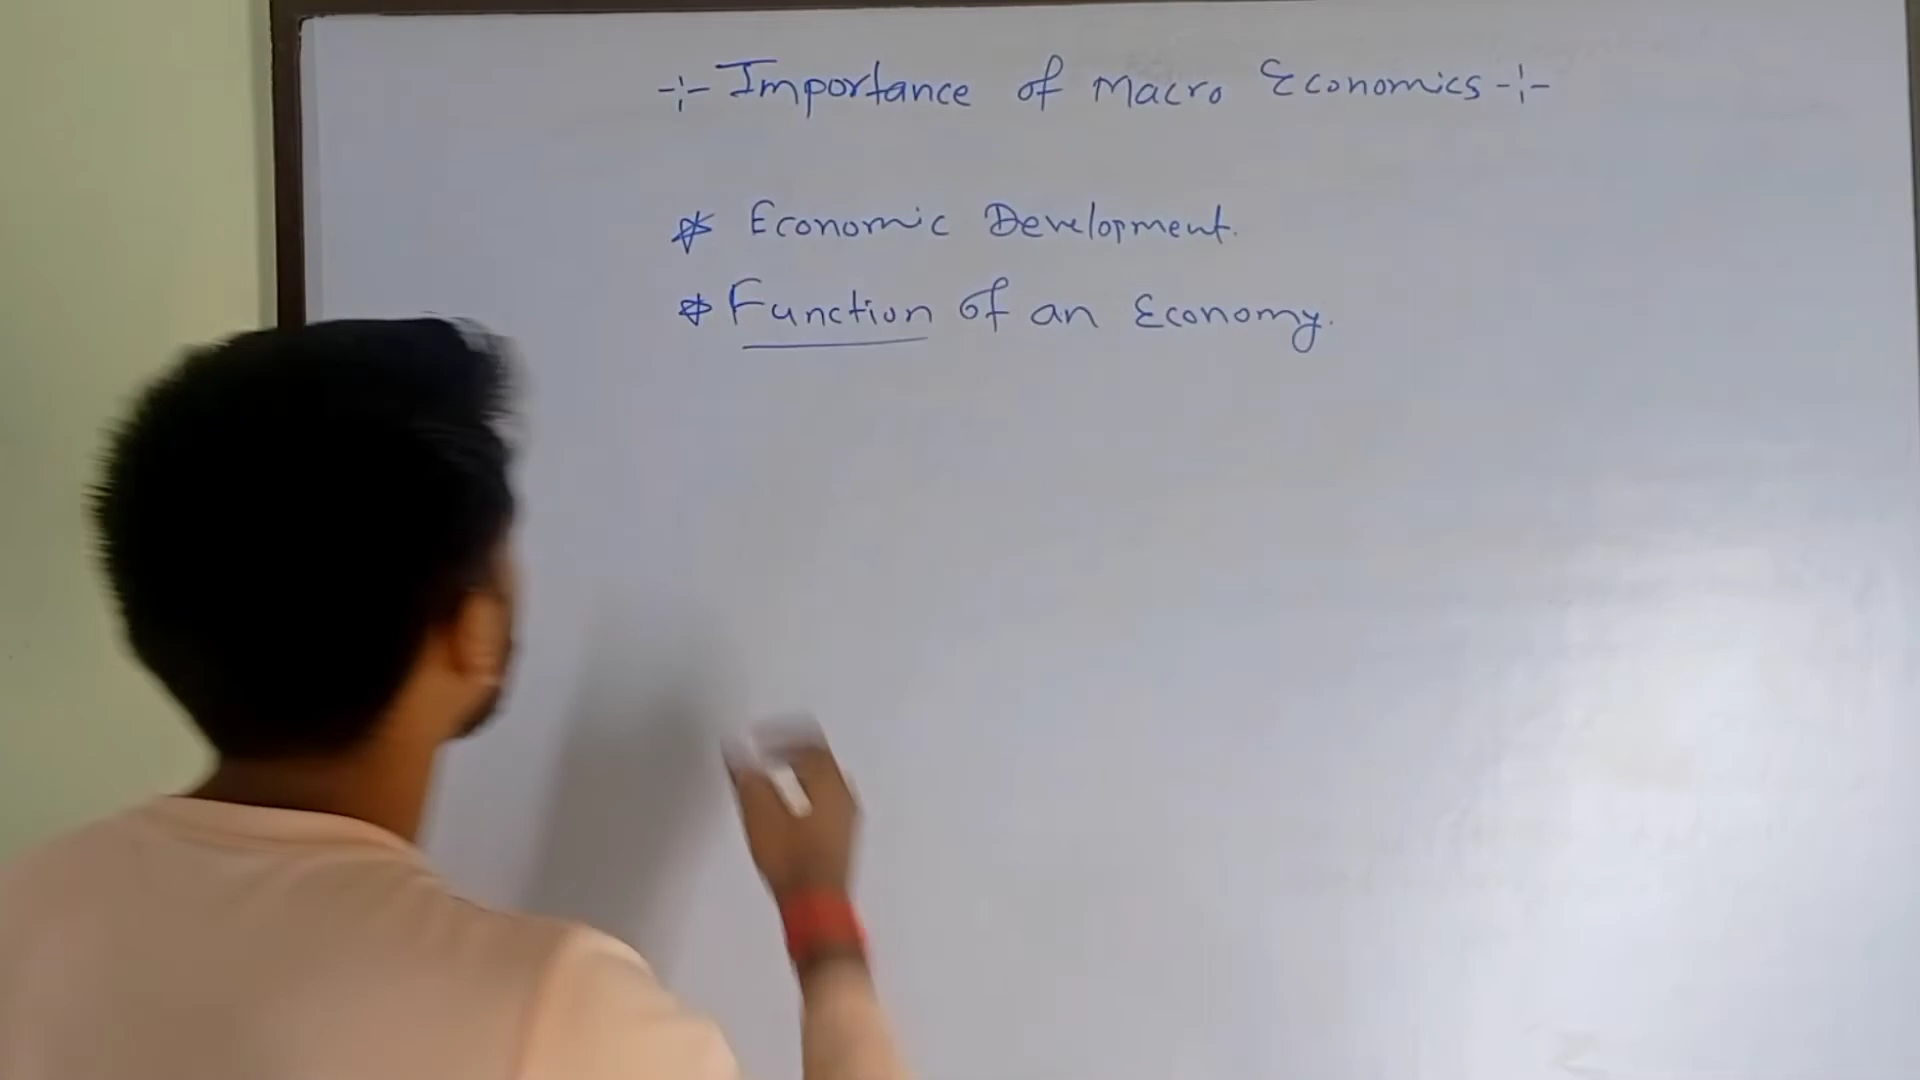 -:- Importance of Macro Economics -:-
* Economic Development.
* Function of an Economy.